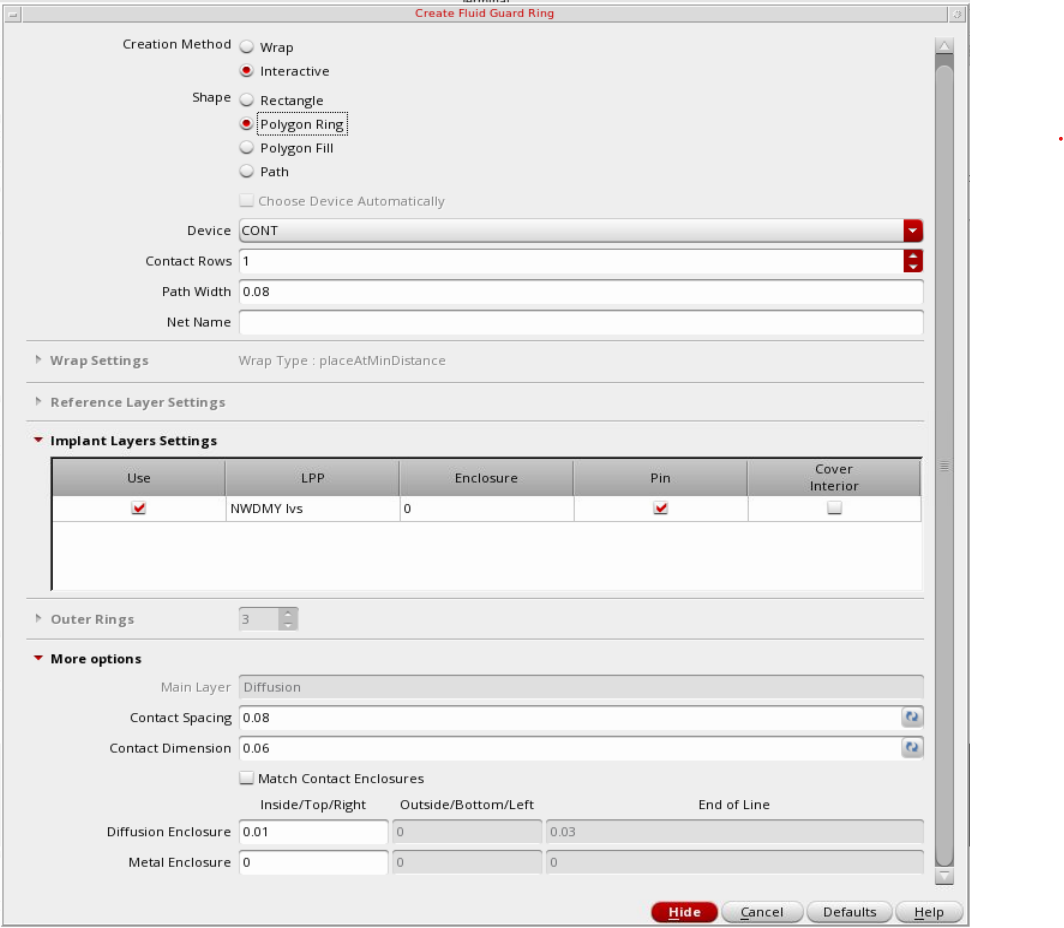 Create Fluid Guard Ring
Creation Method Wrap
Interactive
Shape Rectangle
Polygon Ring
Polygon Fill
Path
Choose Device Automatically
Device CONT
Contact Rows 1
Path Width 0.08
Net Name
Wrap Settings Wrap Type : placeAtMinDistance
Reference Layer Settings
Implant Layers Settings
Use LPP Enclosure Pin Cover
Interior
NWDMY lvs 0
Outer Rings 3
More options
Main Layer Diffusion
Contact Spacing 0.08
Contact Dimension 0.06
Match Contact Enclosures
Inside/Top/Right Outside/Bottom/Left End of Line
Diffusion Enclosure 0.01 0 0.03
Metal Enclosure 0 0 0
Hide Cancel Defaults Help